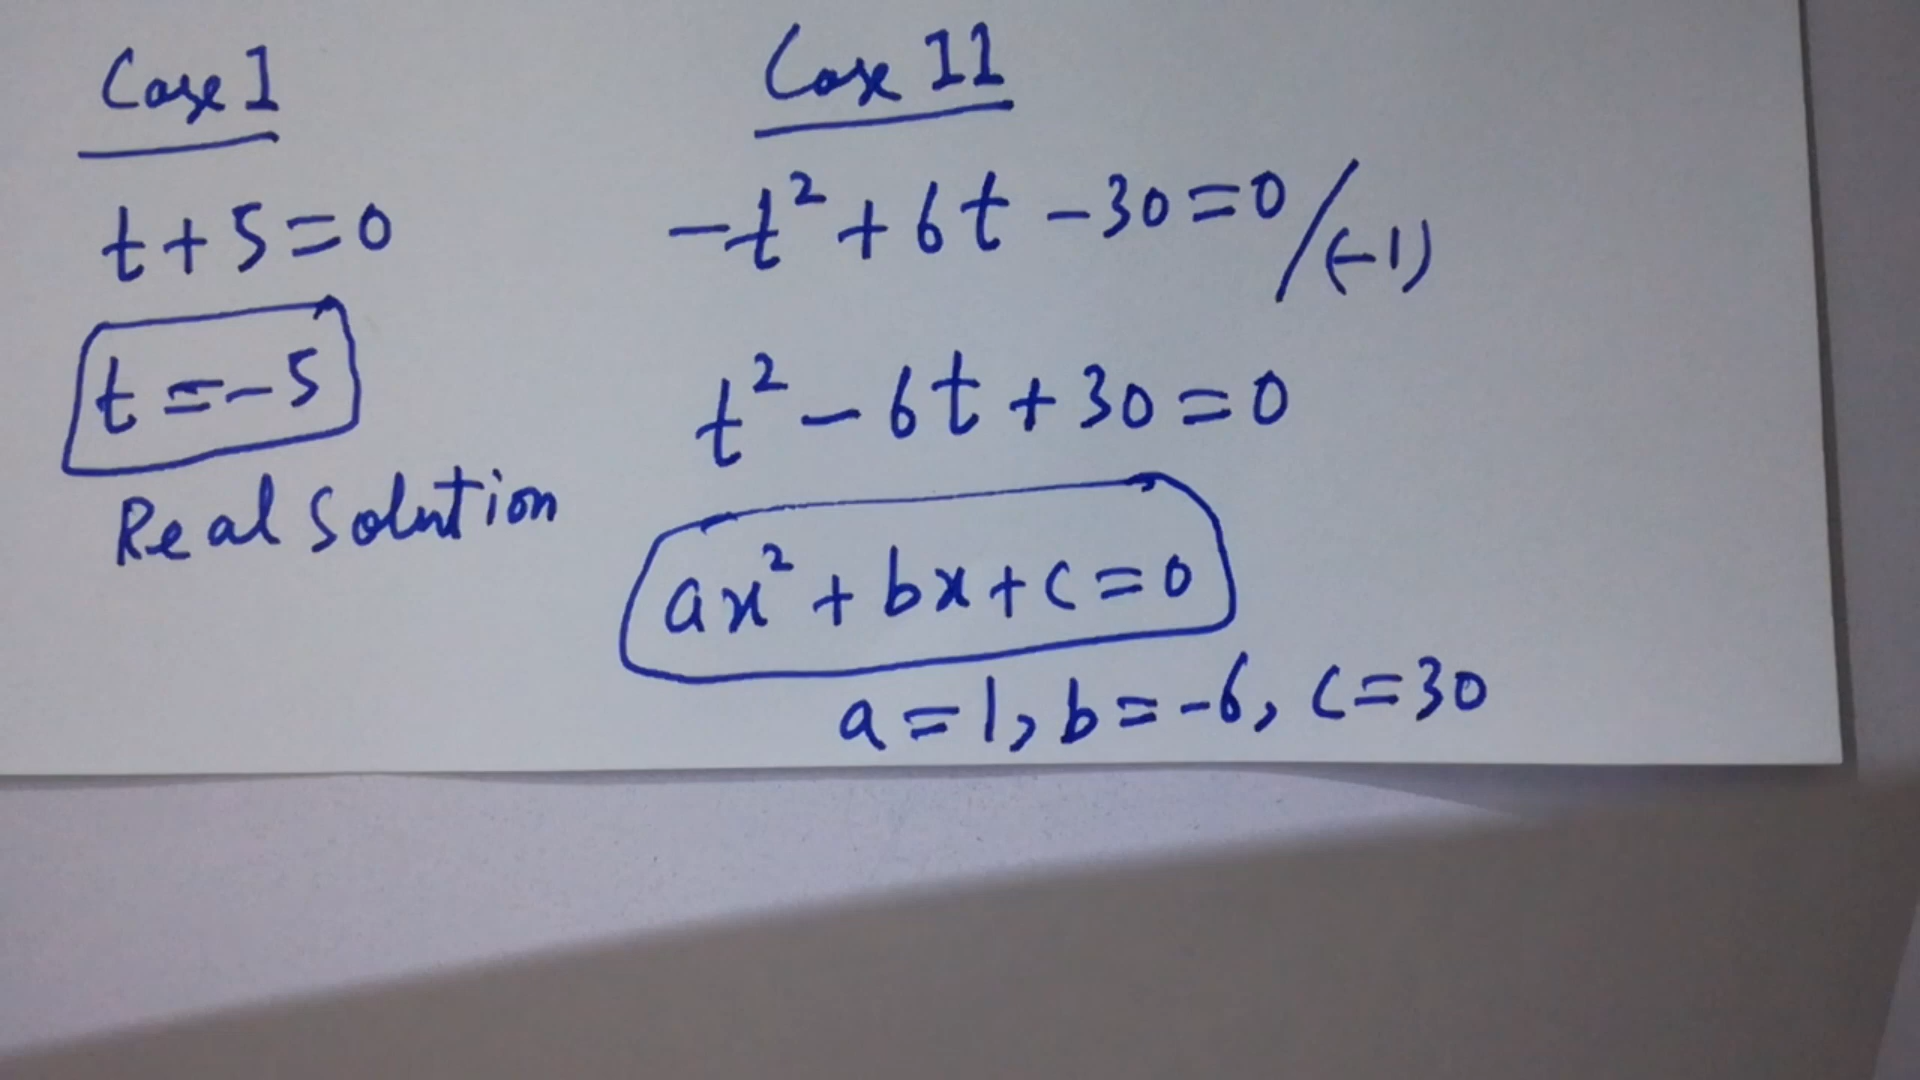 Case I
t+5=0
t=-5
Real Solution
Case II
-t²+6t-30=0/(-1)
t²-6t+30=0
ax²+bx+c=0
a=1, b=-6, c=30